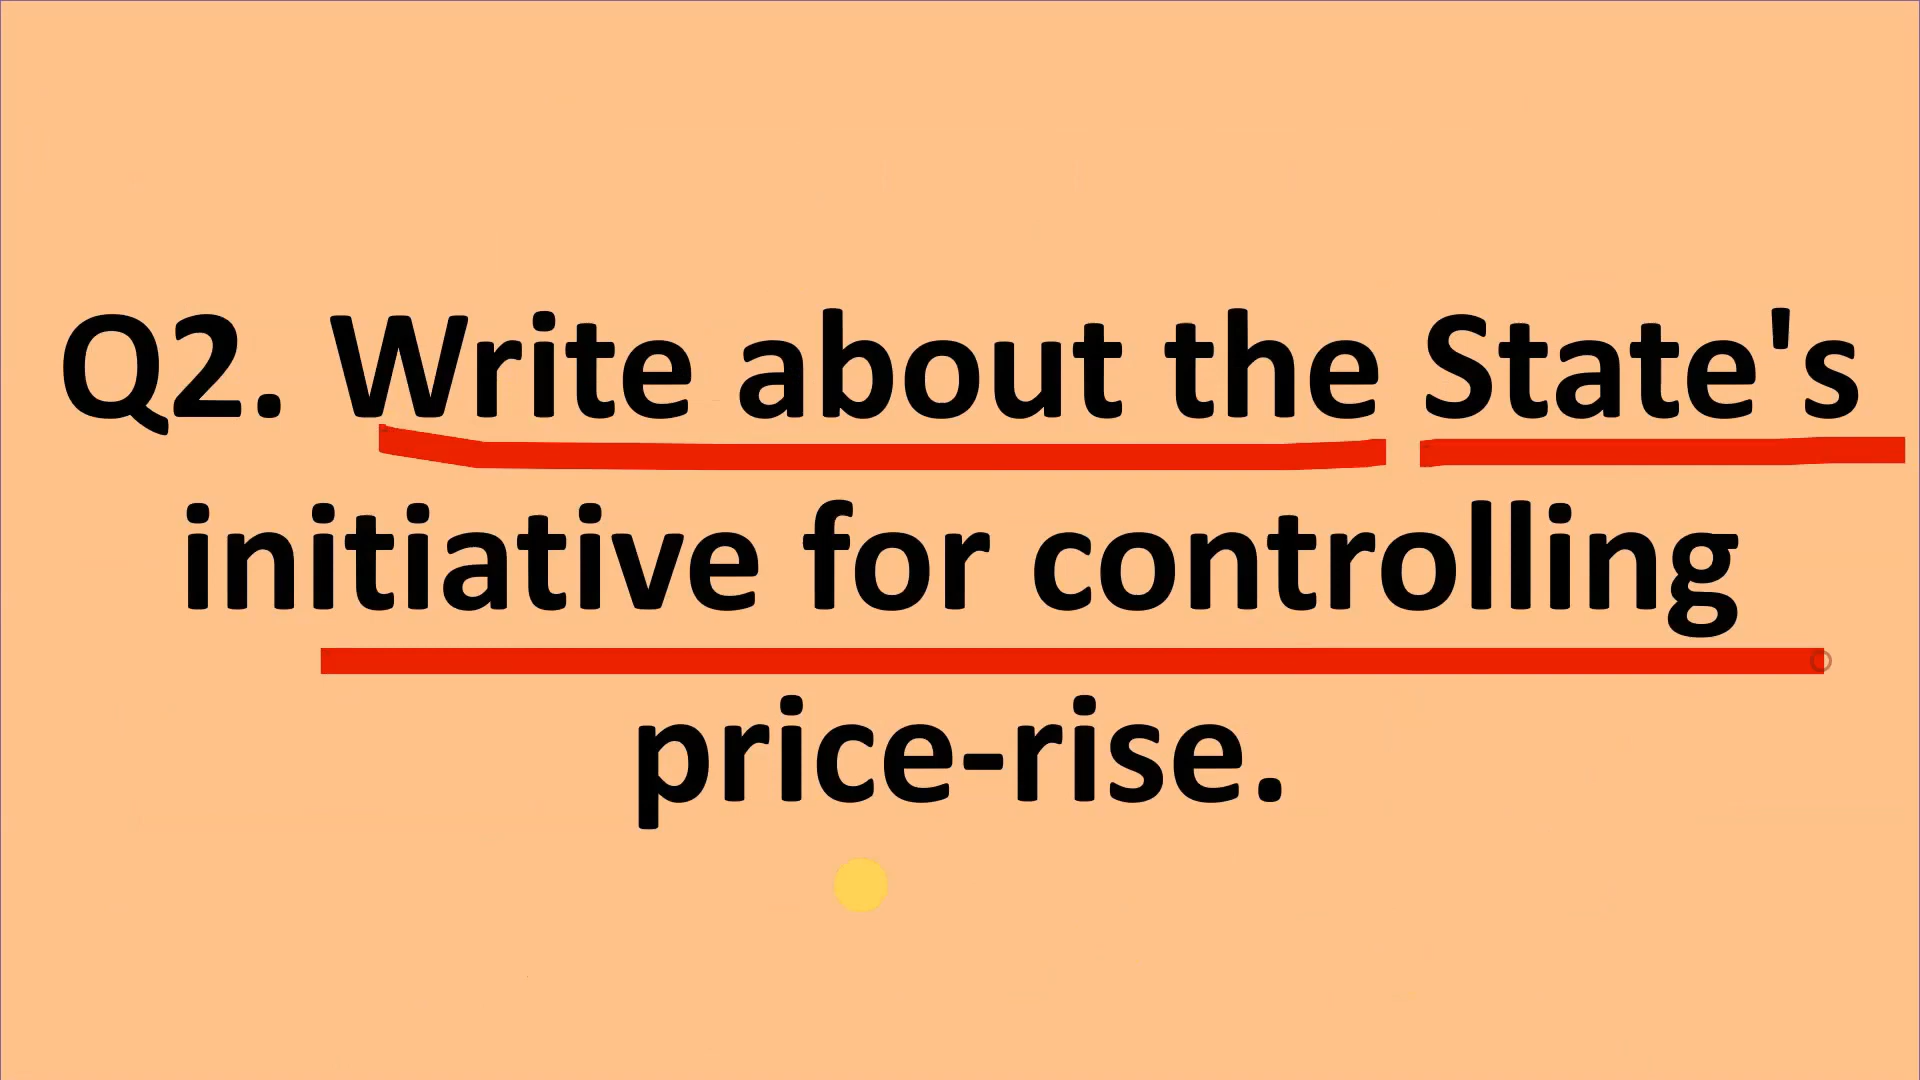 Q2. Write about the State's
initiative for controlling
price-rise.